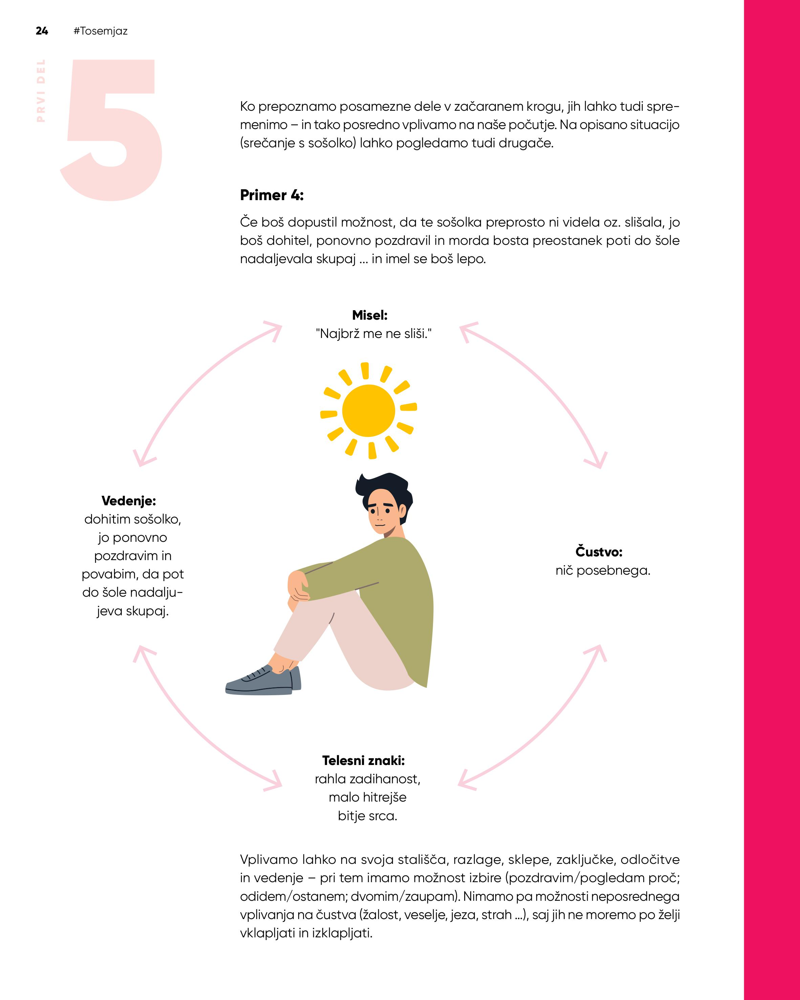 24 #Tosemjaz
PRVI DEL
5
Ko prepoznamo posamezne dele v začaranem krogu, jih lahko tudi spre-
menimo – in tako posredno vplivamo na naše počutje. Na opisano situacijo
(srečanje s sošolko) lahko pogledamo tudi drugače.
Primer 4:
Če boš dopustil možnost, da te sošolka preprosto ni videla oz. slišala, jo
boš dohitel, ponovno pozdravil in morda bosta preostanek poti do šole
nadaljevala skupaj ... in imel se boš lepo.
Misel:
"Najbrž me ne sliši."
Vedenje:
dohitim sošolko,
jo ponovno
pozdravim in
povabim, da pot
do šole nadalju-
jeva skupaj.
Čustvo:
nič posebnega.
Telesni znaki:
rahla zadihanost,
malo hitrejše
bitje srca.
Vplivamo lahko na svoja stališča, razlage, sklepe, zaključke, odločitve
in vedenje – pri tem imamo možnost izbire (pozdravim/pogledam proč;
odidem/ostanem; dvomim/zaupam). Nimamo pa možnosti neposrednega
vplivanja na čustva (žalost, veselje, jeza, strah ...), saj jih ne moremo po želji
vklapljati in izklapljati.